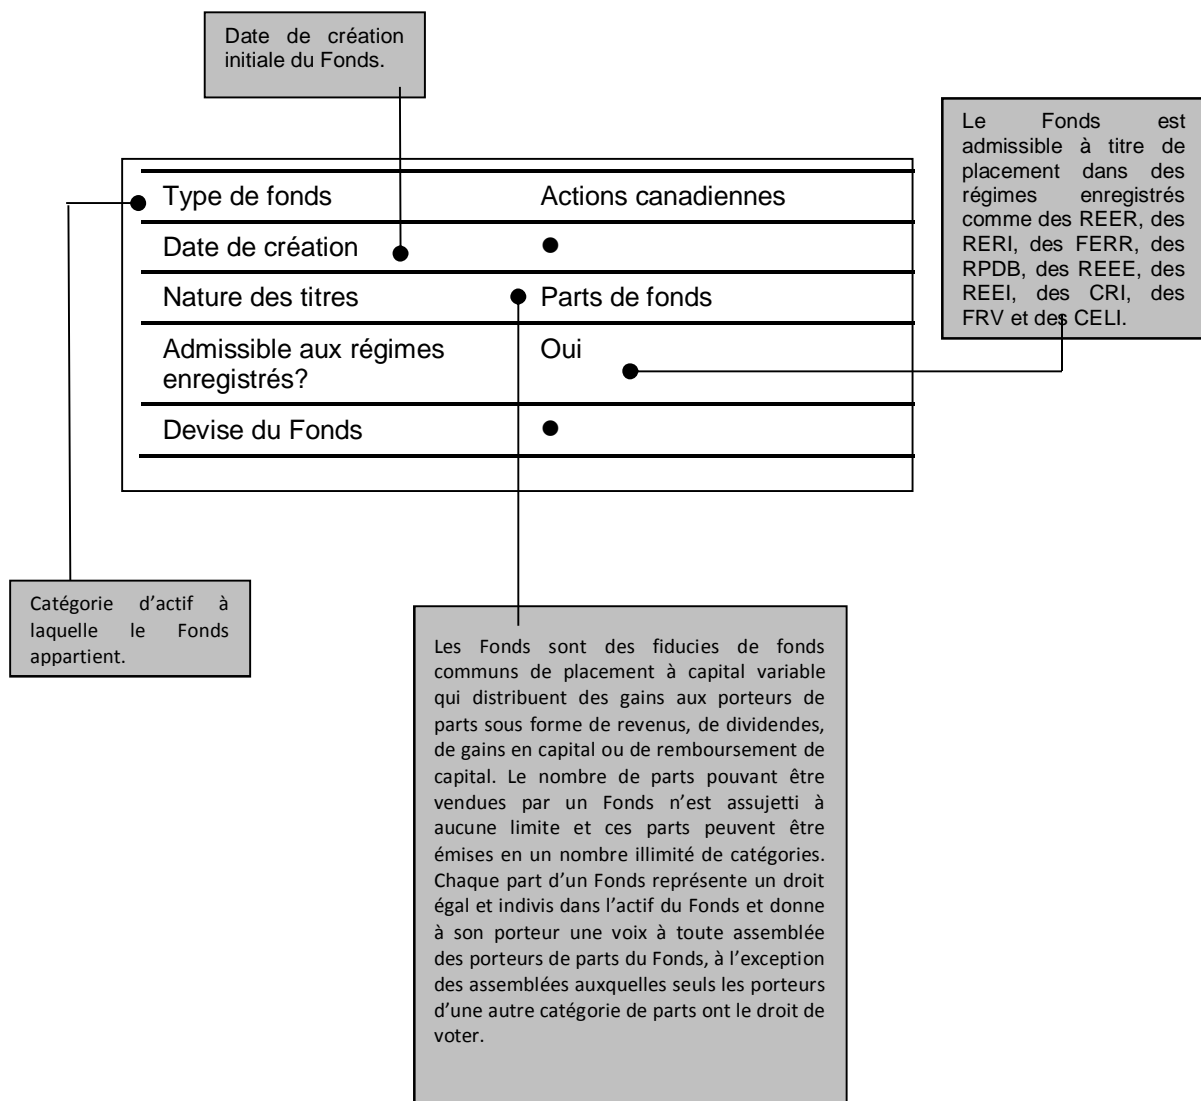 Date de création
initiale du Fonds.
Le Fonds est
admissible à titre de
placement dans des
régimes enregistrés
comme des REER, des
RERI, des FERR, des
RPDB, des REEE, des
REEI, des CRI, des
FRV et des CELI.
Type de fonds Actions canadiennes
Date de création ●
Nature des titres Parts de fonds
Admissible aux régimes Oui
enregistrés?
Devise du Fonds ●
Catégorie d'actif à
laquelle le Fonds
appartient.
Les Fonds sont des fiducies de fonds
communs de placement à capital variable
qui distribuent des gains aux porteurs de
parts sous forme de revenus, de dividendes,
de gains en capital ou de remboursement de
capital. Le nombre de parts pouvant être
vendues par un Fonds n'est assujetti à
aucune limite et ces parts peuvent être
émises en un nombre illimité de catégories.
Chaque part d'un Fonds représente un droit
égal et indivis dans l'actif du Fonds et donne
à son porteur une voix à toute assemblée
des porteurs de parts du Fonds, à l'exception
des assemblées auxquelles seuls les porteurs
d'une autre catégorie de parts ont le droit de
voter.